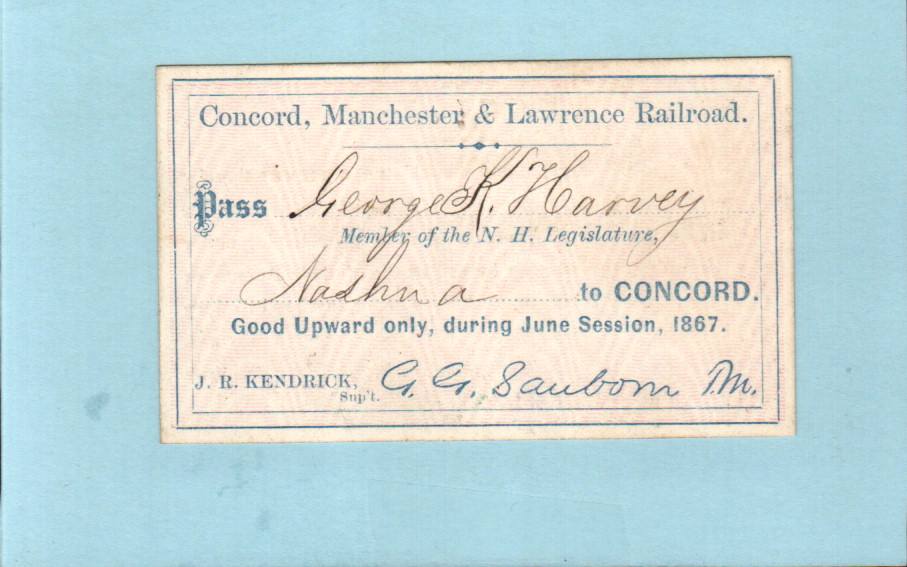 Concord, Manchester & Lawrence Railroad.
Pass George K. Harvey
Member of the N. H. Legislature,
Nashua to CONCORD.
Good Upward only, during June Session, 1867.
J. R. KENDRICK, Sup't. G. G. Sanborn M.